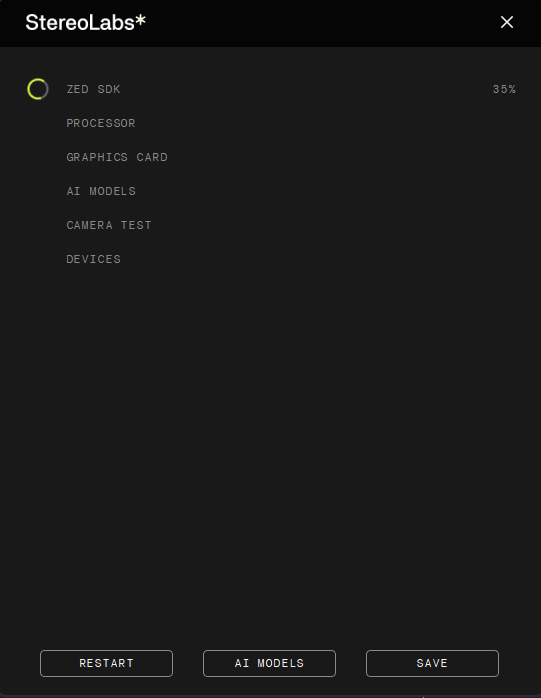 StereoLabs*
ZED SDK 35%
PROCESSOR
GRAPHICS CARD
AI MODELS
CAMERA TEST
DEVICES
RESTART AI MODELS SAVE